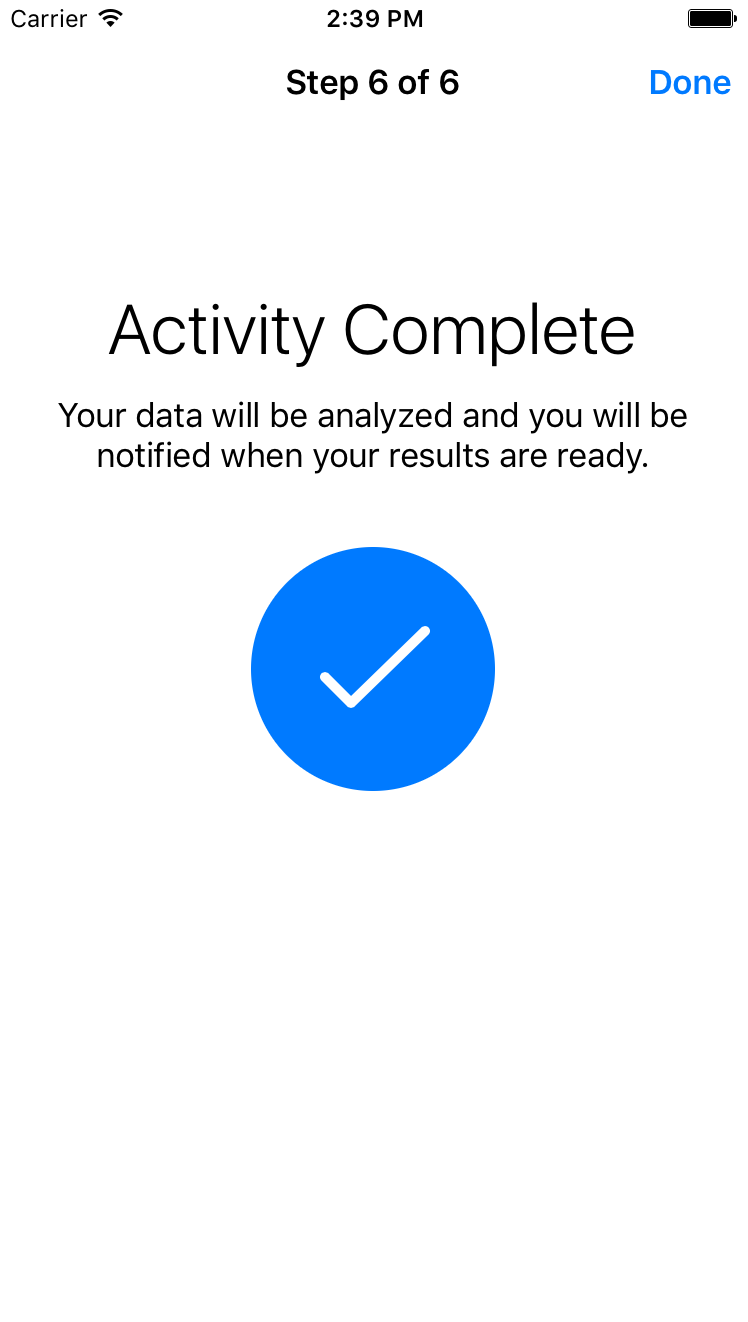 Carrier 2:39 PM
Step 6 of 6 Done
Activity Complete
Your data will be analyzed and you will be
notified when your results are ready.